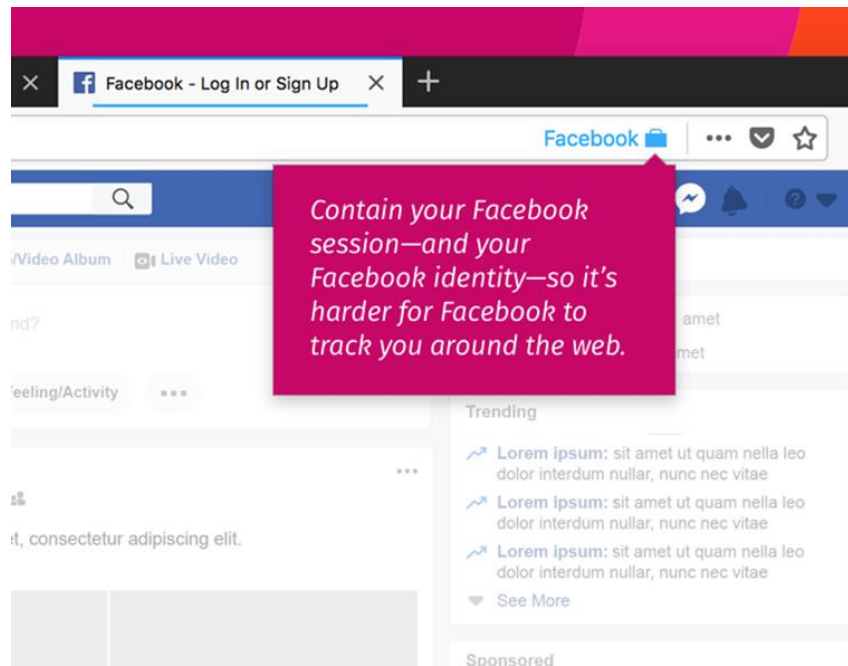 Facebook - Log In or Sign Up
Facebook
Contain your Facebook
session—and your
Facebook identity—so it's
harder for Facebook to
track you around the web.
/Video Album Live Video
nd?
eeling/Activity
amet
met
Trending
Lorem ipsum: sit amet ut quam nella leo
dolor interdum nullar, nunc nec vitae
Lorem ipsum: sit amet ut quam nella leo
dolor interdum nullar, nunc nec vitae
Lorem ipsum: sit amet ut quam nella leo
dolor interdum nullar, nunc nec vitae
See More
et, consectetur adipiscing elit.
Sponsored